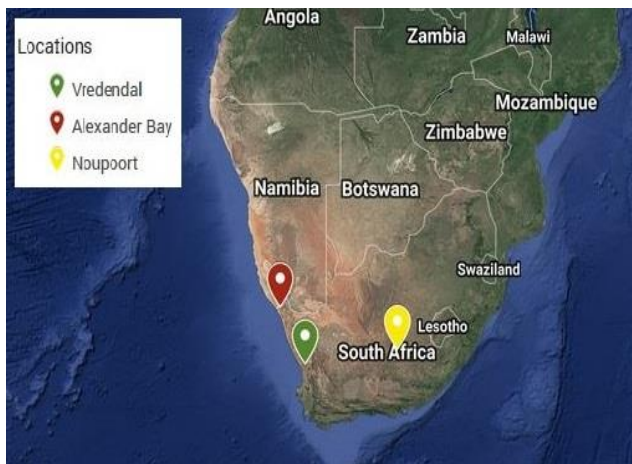 Locations
Vredendal
Alexander Bay
Noupoort
Angola
Zambia
Malawi
Mozambique
Zimbabwe
Namibia
Botswana
Swaziland
Lesotho
South Africa